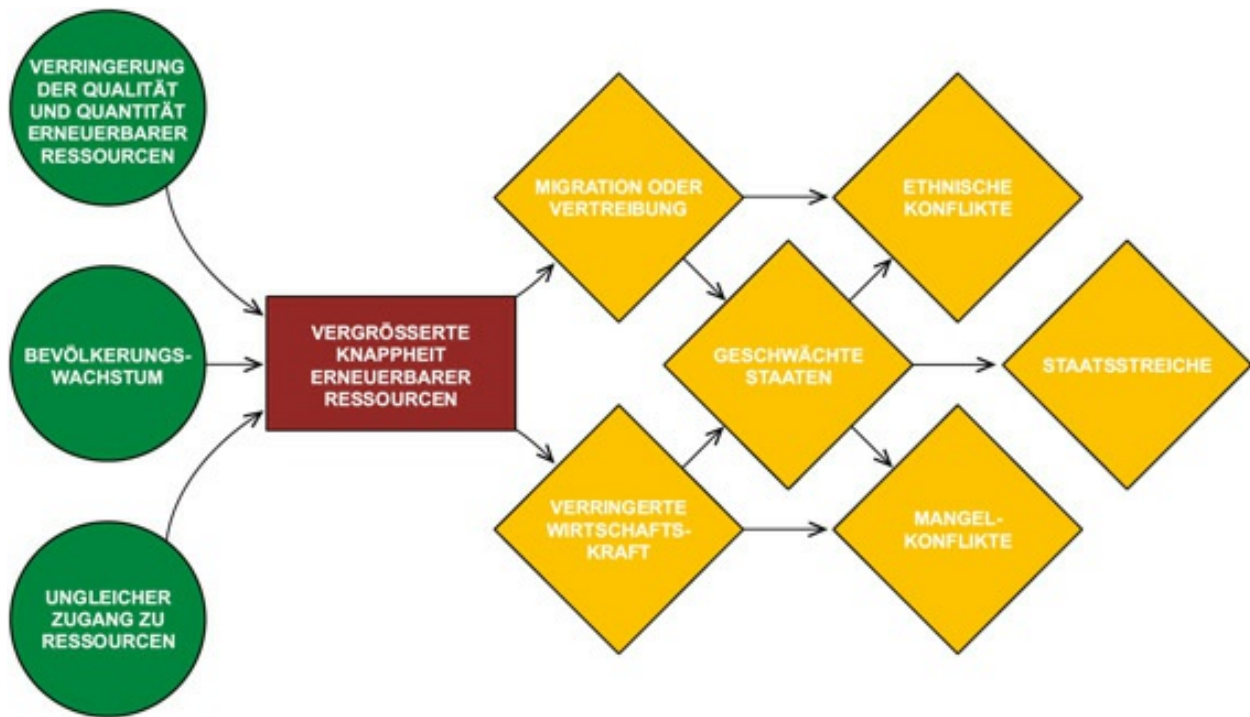 VERRINGERUNG
DER QUALITÄT
UND QUANTITÄT
ERNEUERBARER
RESSOURCEN
BEVÖLKERUNGS-
WACHSTUM
UNGLEICHER
ZUGANG ZU
RESSOURCEN
VERGRÖSSERTE
KNAPPHEIT
ERNEUERBARER
RESSOURCEN
MIGRATION ODER
VERTREIBUNG
VERRINGERTE
WIRTSCHAFTS-
KRAFT
GESCHWÄCHTE
STAATEN
ETHNISCHE
KONFLIKTE
MANGEL-
KONFLIKTE
STAATSSTREICHE